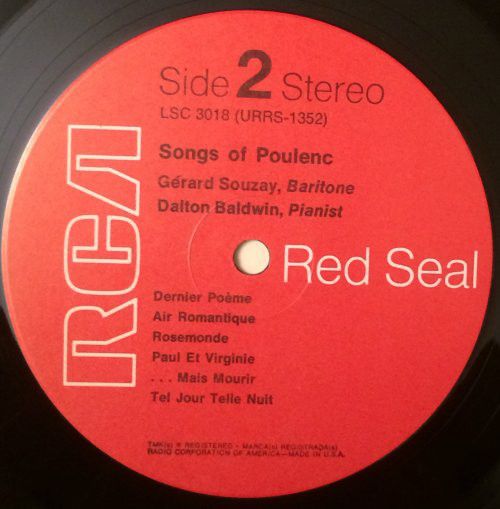 Side 2 Stereo
LSC 3018 (URRS-1352)
Songs of Poulenc
Gérard Souzay, Baritone
Dalton Baldwin, Pianist
RCA
Red Seal
Dernier Poème
Air Romantique
Rosemonde
Paul Et Virginie
. . . Mais Mourir
Tel Jour Telle Nuit
TMK(s) ® REGISTERED • MARCA(s) REGISTRADA(s)
RADIO CORPORATION OF AMERICA—MADE IN U.S.A.